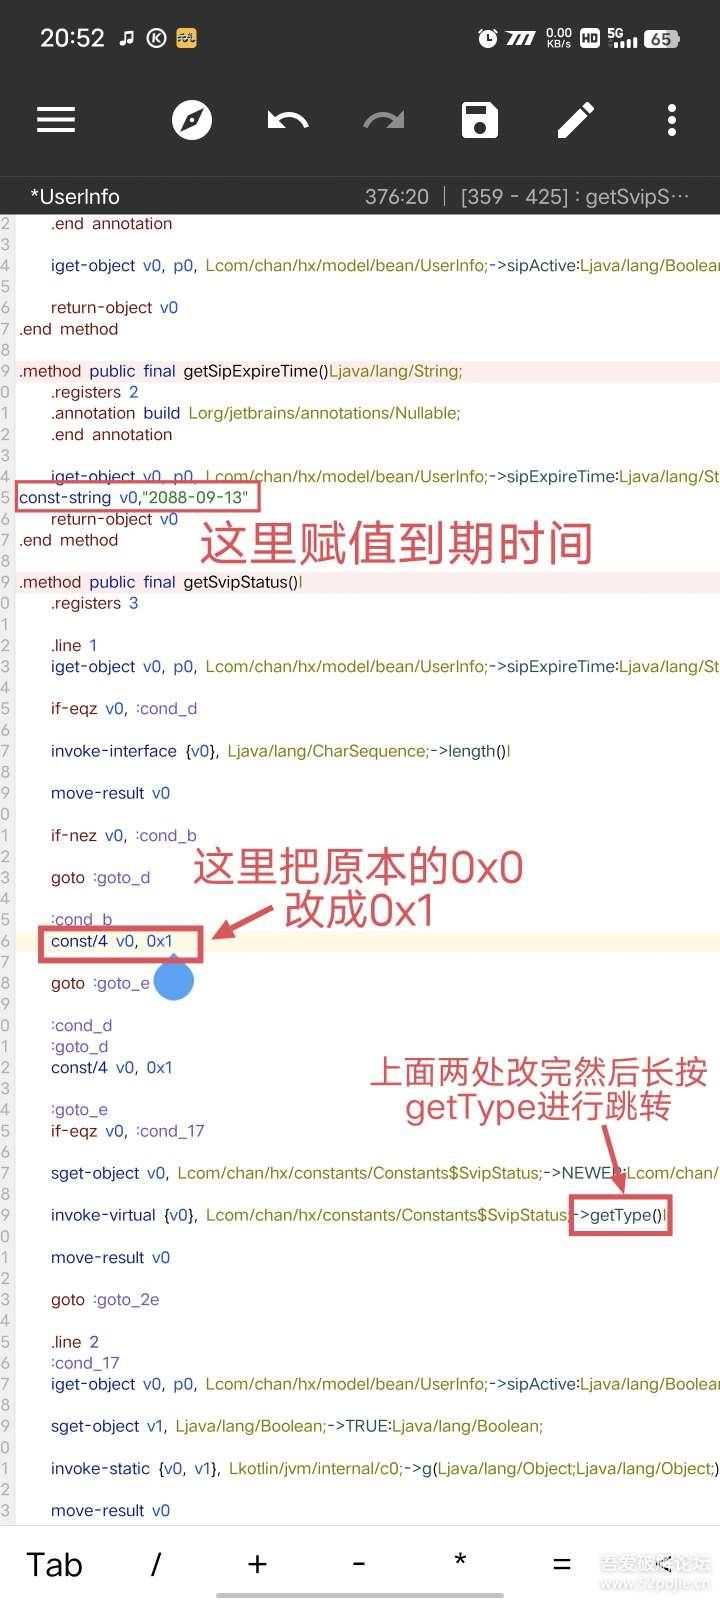 20:52
0.00 KB/s HD 5G 65
*UserInfo 376:20 [359 - 425] : getSvipS…
2 .end annotation
3
4 iget-object v0, p0, Lcom/chan/hx/model/bean/UserInfo;->sipActive:Ljava/lang/Boolean
5
6 return-object v0
7 .end method
8
9 .method public final getSipExpireTime()Ljava/lang/String;
0 .registers 2
1 .annotation build Lorg/jetbrains/annotations/Nullable;
2 .end annotation
3
4 iget-object v0, p0, Lcom/chan/hx/model/bean/UserInfo;->sipExpireTime:Ljava/lang/St
5 const-string v0,"2088-09-13"
6 return-object v0
7 .end method
这里赋值到期时间
8
9 .method public final getSvipStatus()I
0 .registers 3
1
2 .line 1
3 iget-object v0, p0, Lcom/chan/hx/model/bean/UserInfo;->sipExpireTime:Ljava/lang/St
4
5 if-eqz v0, :cond_d
6
7 invoke-interface {v0}, Ljava/lang/CharSequence;->length()I
8
9 move-result v0
0
1 if-nez v0, :cond_b
2
3 goto :goto_d
这里把原本的0x0
改成0x1
4
5 :cond_b
6 const/4 v0, 0x1
7
8 goto :goto_e
9
0 :cond_d
1 :goto_d
2 const/4 v0, 0x1
上面两处改完然后长按
getType进行跳转
3
4 :goto_e
5 if-eqz v0, :cond_17
6
7 sget-object v0, Lcom/chan/hx/constants/Constants$SvipStatus;->NEWER:Lcom/chan/
8
9 invoke-virtual {v0}, Lcom/chan/hx/constants/Constants$SvipStatus;->getType()I
0
1 move-result v0
2
3 goto :goto_2e
4
5 .line 2
6 :cond_17
7 iget-object v0, p0, Lcom/chan/hx/model/bean/UserInfo;->sipActive:Ljava/lang/Boolean
8
9 sget-object v1, Ljava/lang/Boolean;->TRUE:Ljava/lang/Boolean;
0
1 invoke-static {v0, v1}, Lkotlin/jvm/internal/c0;->g(Ljava/lang/Object;Ljava/lang/Object;)
2
3 move-result v0
Tab / + - * = <
吾爱破解论坛
www.52pojie.cn